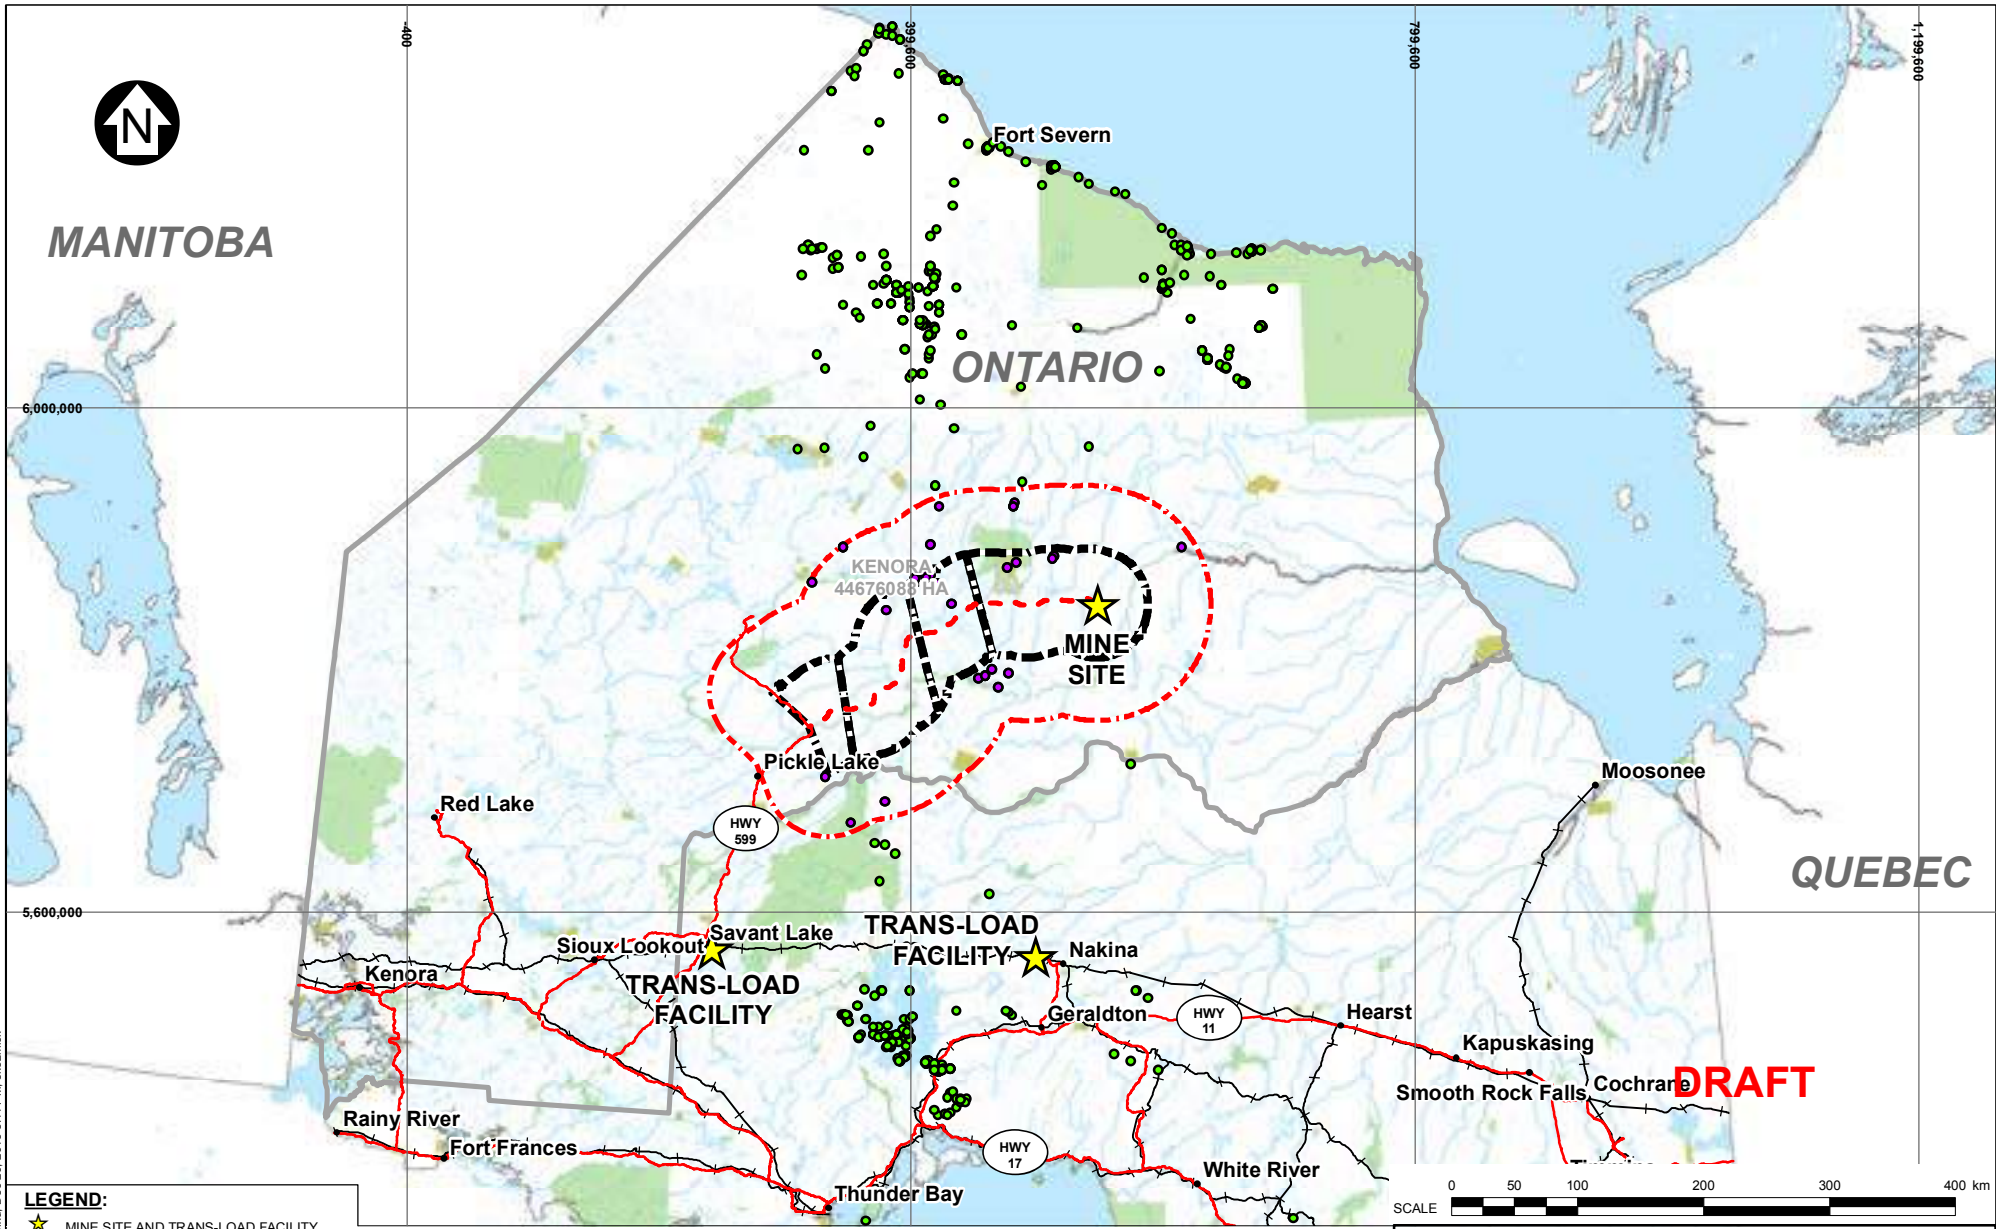 -400
399,600
799,600
1,199,600
N
Fort Severn
MANITOBA
ONTARIO
6,000,000
KENORA
44676088 HA
MINE
SITE
Pickle Lake
Moosonee
Red Lake
HWY
599
QUEBEC
5,600,000
TRANS-LOAD
FACILITY
Savant Lake
Sioux Lookout
Nakina
Kenora
TRANS-LOAD
FACILITY
Geraldton
HWY
11
Hearst
Kapuskasing
Smooth Rock Falls
Cochrane
DRAFT
Rainy River
Fort Frances
HWY
17
White River
Thunder Bay
LEGEND:
MINE SITE AND TRANS-LOAD FACILITY
SCALE
0 50 100 200 300 400 km